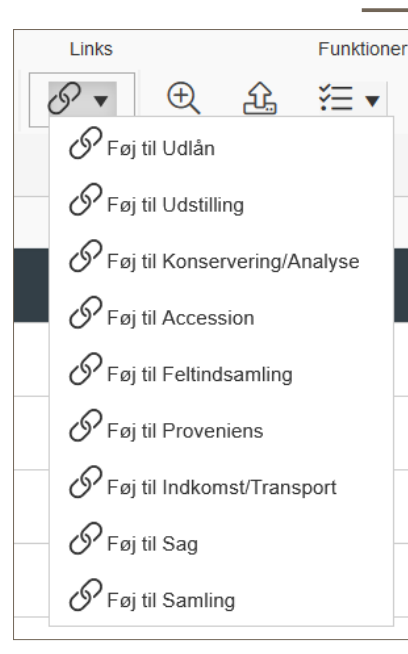 Links Funktioner
Føj til Udlån
Føj til Udstilling
Føj til Konservering/Analyse
Føj til Accession
Føj til Feltindsamling
Føj til Proveniens
Føj til Indkomst/Transport
Føj til Sag
Føj til Samling